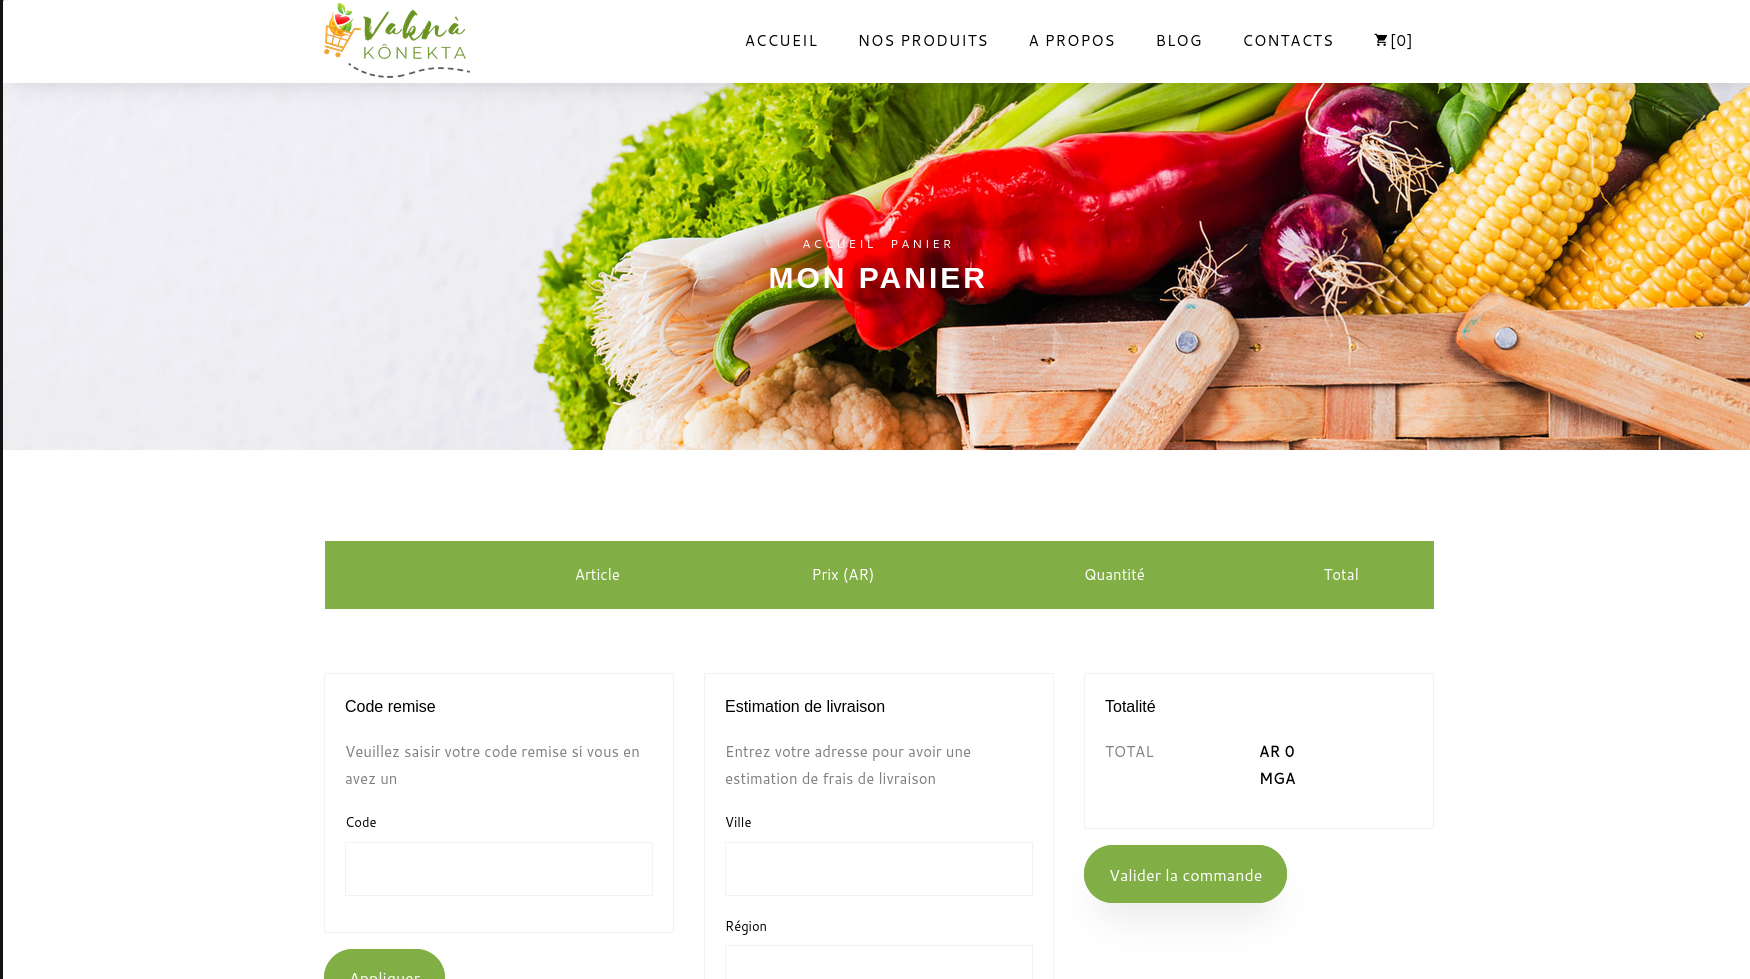 Vaknà
KÔNEKTA
ACCUEIL NOS PRODUITS A PROPOS BLOG CONTACTS [0]
ACCUEIL PANIER
MON PANIER
Article Prix (AR) Quantité Total
Code remise
Veuillez saisir votre code remise si vous en
avez un
Code
Appliquer
Estimation de livraison
Entrez votre adresse pour avoir une
estimation de frais de livraison
Ville
Région
Totalité
TOTAL AR 0
MGA
Valider la commande